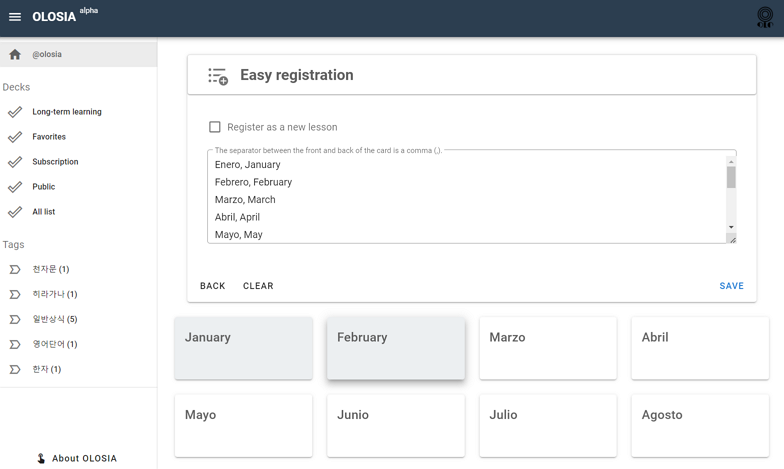 OLOSIA alpha
@olosia
Decks
Long-term learning
Favorites
Subscription
Public
All list
Tags
천자문 (1)
히라가나 (1)
일반상식 (5)
영어단어 (1)
한자 (1)
About OLOSIA
Easy registration
Register as a new lesson
The separator between the front and back of the card is a comma (,).
Enero, January
Febrero, February
Marzo, March
Abril, April
Mayo, May
BACK CLEAR SAVE
January February Marzo Abril
Mayo Junio Julio Agosto